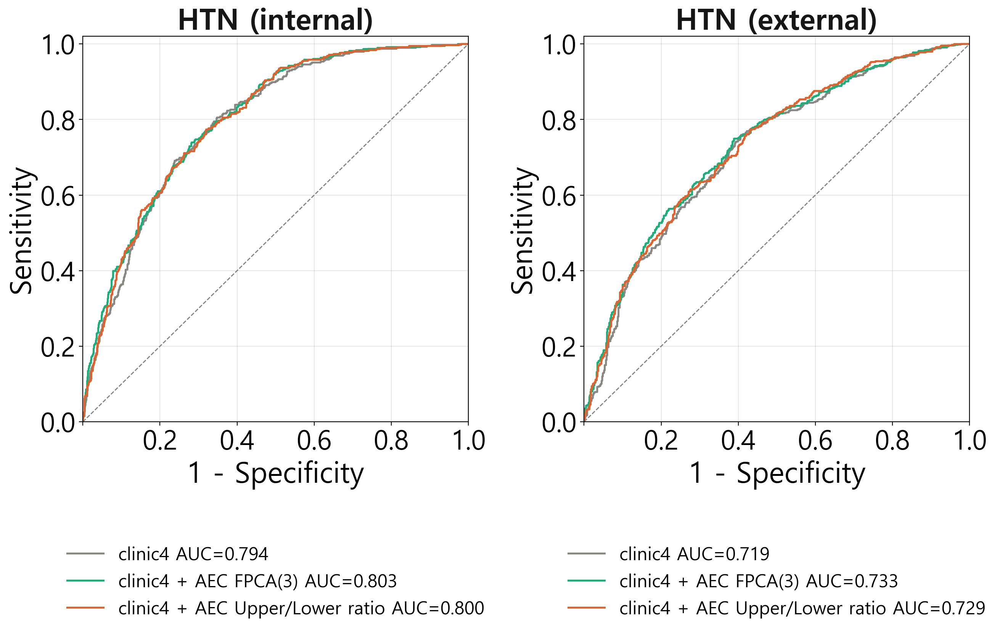 HTN (internal)
1.0
0.8
0.6
0.4
0.2
0.0
Sensitivity
0.2 0.4 0.6 0.8 1.0
1 - Specificity
clinic4 AUC=0.794
clinic4 + AEC FPCA(3) AUC=0.803
clinic4 + AEC Upper/Lower ratio AUC=0.800
HTN (external)
1.0
0.8
0.6
0.4
0.2
0.0
Sensitivity
0.2 0.4 0.6 0.8 1.0
1 - Specificity
clinic4 AUC=0.719
clinic4 + AEC FPCA(3) AUC=0.733
clinic4 + AEC Upper/Lower ratio AUC=0.729